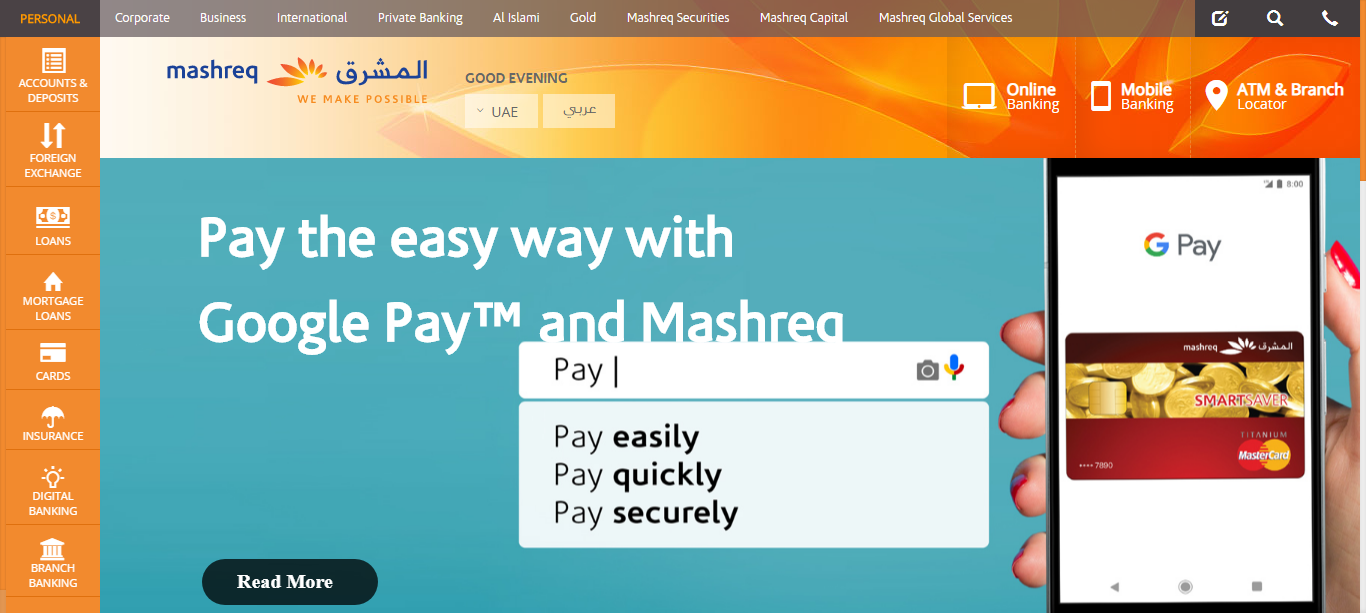 PERSONAL
Corporate
Business
International
Private Banking
Al Islami
Gold
Mashreq Securities
Mashreq Capital
Mashreq Global Services
ACCOUNTS &
DEPOSITS
FOREIGN
EXCHANGE
LOANS
MORTGAGE
LOANS
CARDS
INSURANCE
DIGITAL
BANKING
BRANCH
BANKING
mashreq المشرق
WE MAKE POSSIBLE
GOOD EVENING
UAE
عربي
Online
Banking
Mobile
Banking
ATM & Branch
Locator
Pay the easy way with
Google Pay™ and Mashreq
Pay |
Pay easily
Pay quickly
Pay securely
Read More
8:00
G Pay
mashreq المشرق
SMARTSAVER
TITANIUM
MasterCard
•••• 7890